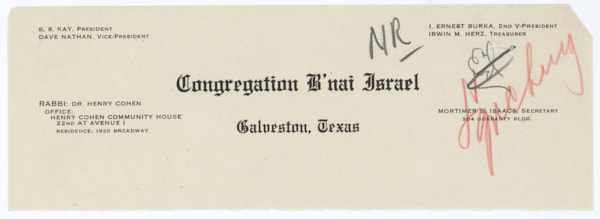 S. S. KAY, PRESIDENT
DAVE NATHAN, VICE-PRESIDENT
I. ERNEST BURKA, 2ND V-PRESIDENT
IRWIN M. HERZ, TREASURER
NR
Congregation B'nai Israel
RABBI: DR. HENRY COHEN
OFFICE:
HENRY COHEN COMMUNITY HOUSE
22ND AT AVENUE I
RESIDENCE: 1920 BROADWAY
MORTIMER ISAACS, SECRETARY
304 GUARANTY BLDG.
Galveston, Texas